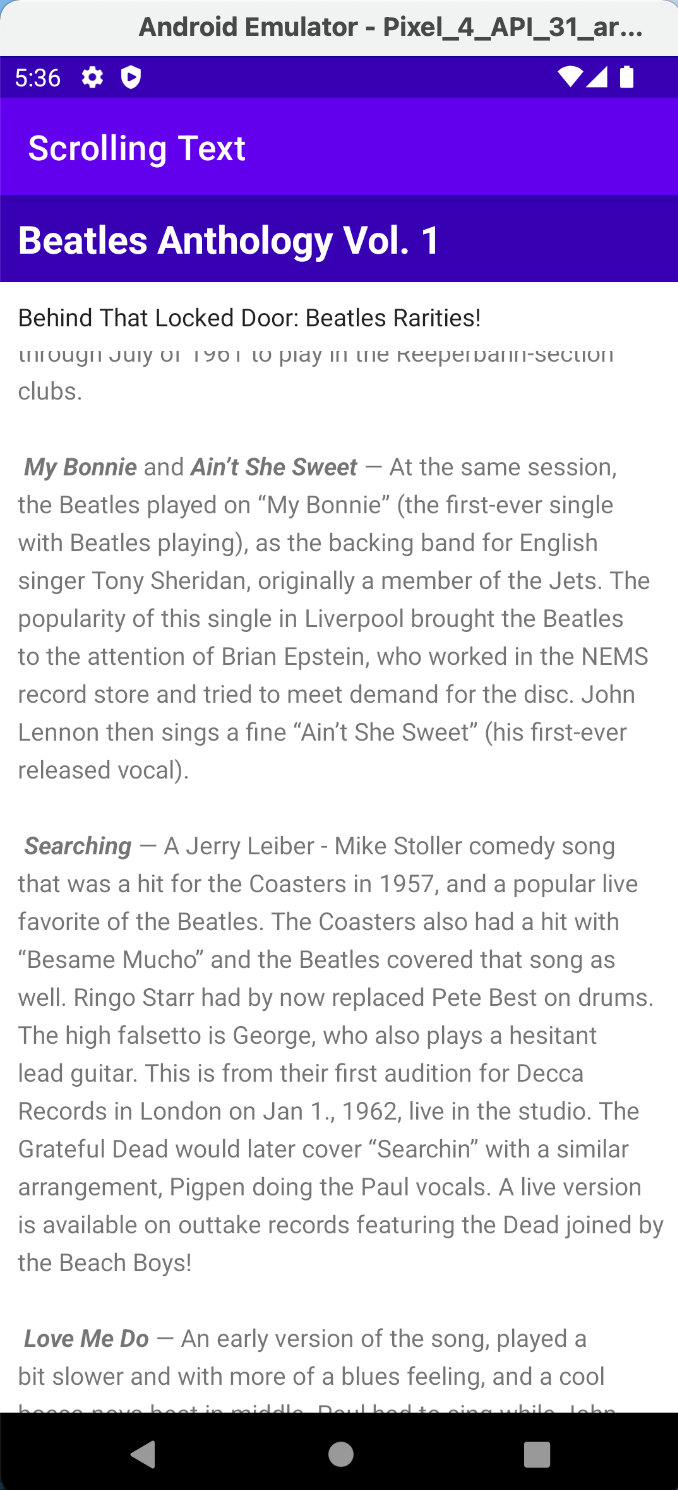 Android Emulator - Pixel_4_API_31_ar...
5:36
Scrolling Text
Beatles Anthology Vol. 1
Behind That Locked Door: Beatles Rarities!
through July of 1961 to play in the Reeperbahn-section
clubs.
My Bonnie and Ain’t She Sweet — At the same session,
the Beatles played on “My Bonnie” (the first-ever single
with Beatles playing), as the backing band for English
singer Tony Sheridan, originally a member of the Jets. The
popularity of this single in Liverpool brought the Beatles
to the attention of Brian Epstein, who worked in the NEMS
record store and tried to meet demand for the disc. John
Lennon then sings a fine “Ain’t She Sweet” (his first-ever
released vocal).
Searching — A Jerry Leiber - Mike Stoller comedy song
that was a hit for the Coasters in 1957, and a popular live
favorite of the Beatles. The Coasters also had a hit with
“Besame Mucho” and the Beatles covered that song as
well. Ringo Starr had by now replaced Pete Best on drums.
The high falsetto is George, who also plays a hesitant
lead guitar. This is from their first audition for Decca
Records in London on Jan 1., 1962, live in the studio. The
Grateful Dead would later cover “Searchin” with a similar
arrangement, Pigpen doing the Paul vocals. A live version
is available on outtake records featuring the Dead joined by
the Beach Boys!
Love Me Do — An early version of the song, played a
bit slower and with more of a blues feeling, and a cool
bossa-nova beat in middle. Paul had to sing while John